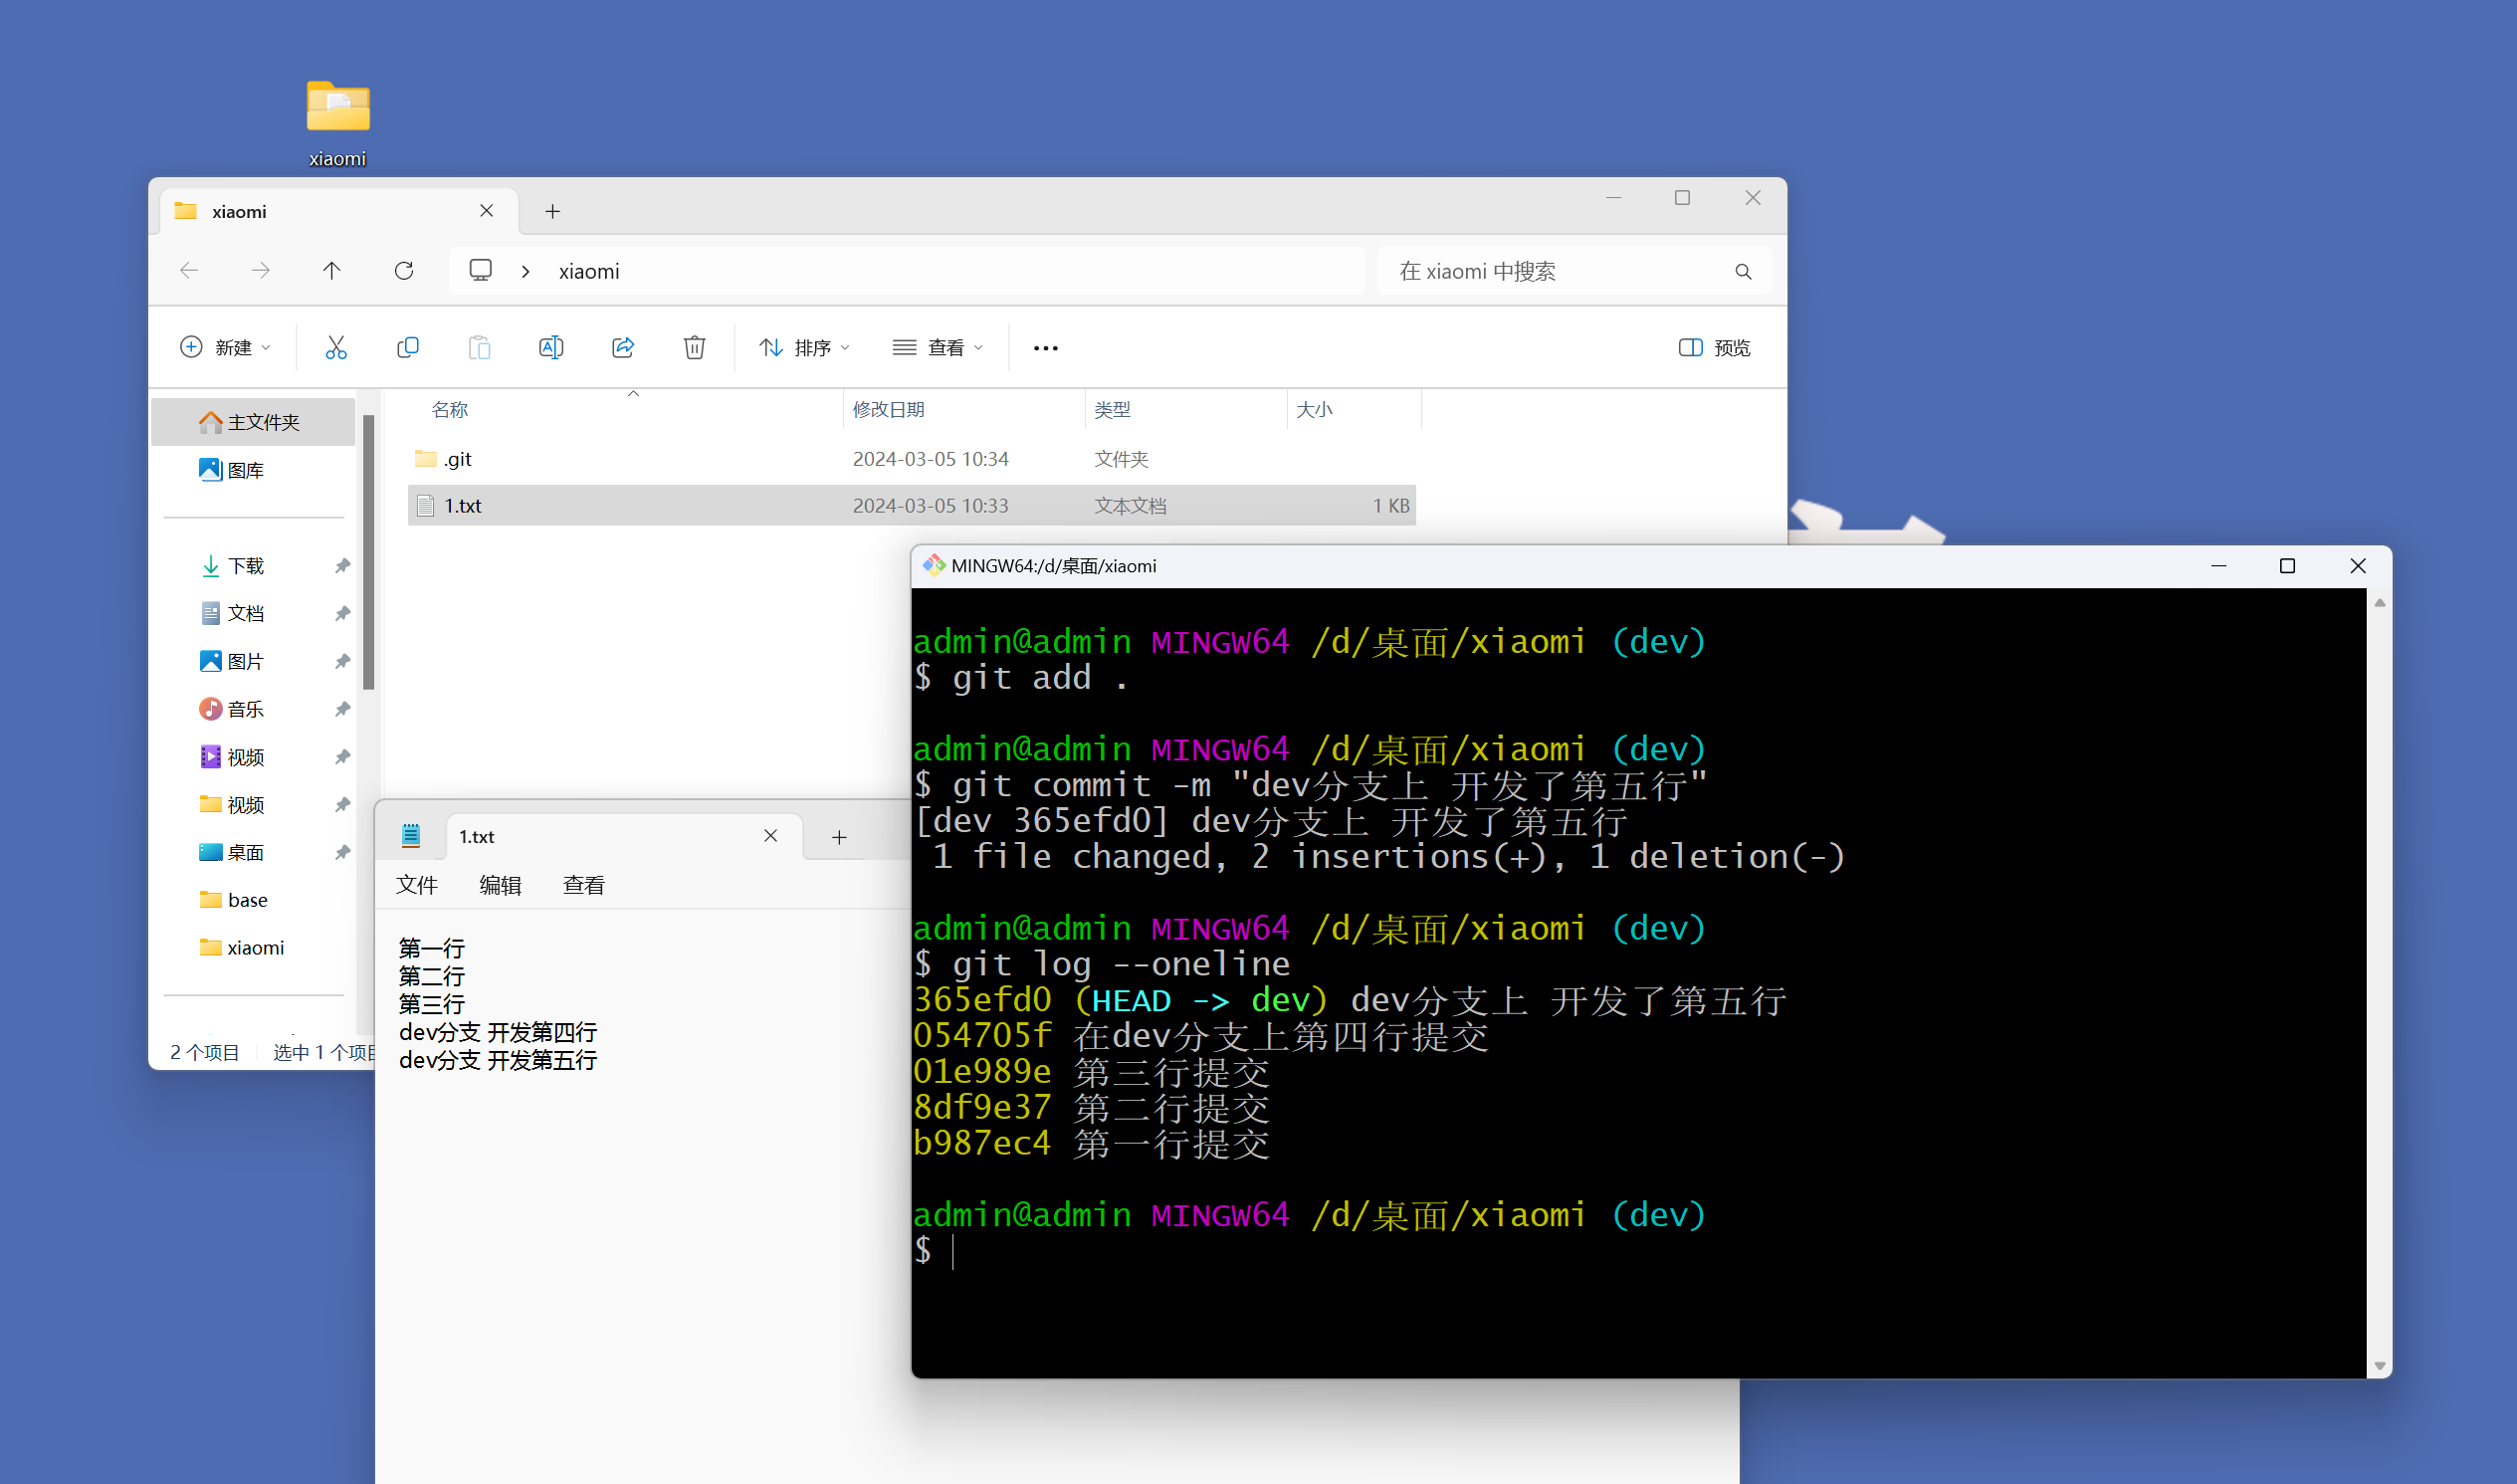 xiaomi
xiaomi
xiaomi
在 xiaomi 中搜索
新建
排序
查看
预览
名称 修改日期 类型 大小
.git 2024-03-05 10:34 文件夹
1.txt 2024-03-05 10:33 文本文档 1 KB
主文件夹
图库
下载
文档
图片
音乐
视频
视频
桌面
base
xiaomi
2 个项目 选中 1 个项目
1.txt
文件 编辑 查看
第一行
第二行
第三行
dev分支 开发第四行
dev分支 开发第五行
MINGW64:/d/桌面/xiaomi
admin@admin MINGW64 /d/桌面/xiaomi (dev)
$ git add .
admin@admin MINGW64 /d/桌面/xiaomi (dev)
$ git commit -m "dev分支上 开发了第五行"
[dev 365efd0] dev分支上 开发了第五行
1 file changed, 2 insertions(+), 1 deletion(-)
admin@admin MINGW64 /d/桌面/xiaomi (dev)
$ git log --oneline
365efd0 (HEAD -> dev) dev分支上 开发了第五行
054705f 在dev分支上第四行提交
01e989e 第三行提交
8df9e37 第二行提交
b987ec4 第一行提交
admin@admin MINGW64 /d/桌面/xiaomi (dev)
$